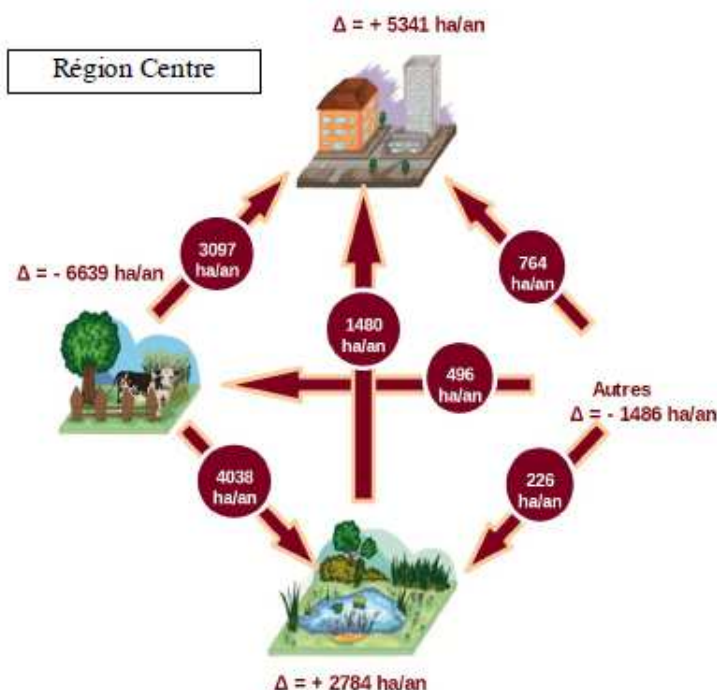 Δ = + 5341 ha/an
Région Centre
3097
ha/an
764
ha/an
Δ = - 6639 ha/an
1480
ha/an
496
ha/an
Autres
Δ = - 1486 ha/an
4038
ha/an
226
ha/an
Δ = + 2784 ha/an